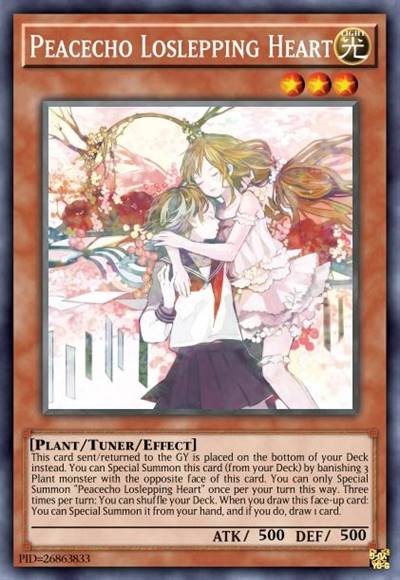 PEACECHO LOSLEPPING HEART
LIGHT
光
[PLANT/TUNER/EFFECT]
This card sent/returned to the GY is placed on the bottom of your Deck
instead. You can Special Summon this card (from your Deck) by banishing 3
Plant monster with the opposite face of this card. You can only Special
Summon "Peacecho Loslepping Heart" once per your turn this way. Three
times per turn: You can shuffle your Deck. When you draw this face-up card:
You can Special Summon it from your hand, and if you do, draw 1 card.
ATK/ 500 DEF/ 500
PID=26863833